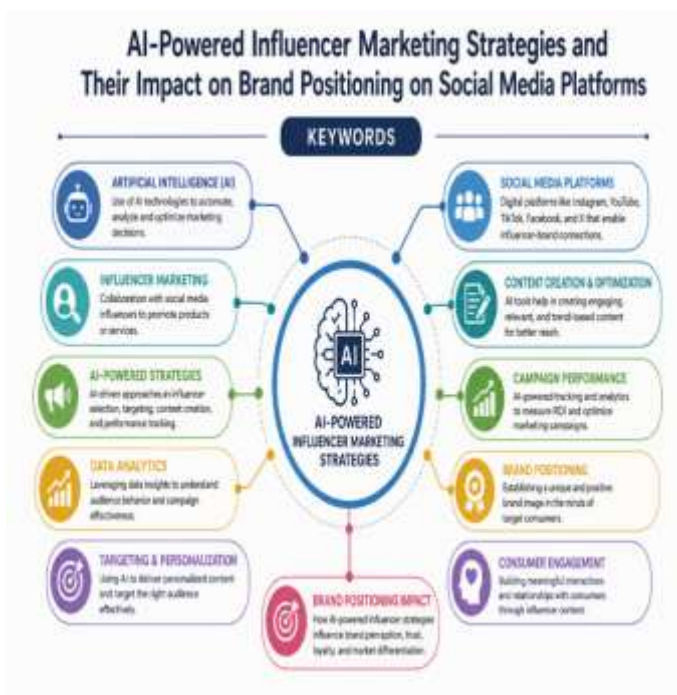 AI-Powered Influencer Marketing Strategies and
Their Impact on Brand Positioning on Social Media Platforms
KEYWORDS
ARTIFICIAL INTELLIGENCE (AI)
Use of AI technologies to automate,
analyze and optimize marketing
decisions.
INFLUENCER MARKETING
Collaboration with social media
influencers to promote products
or services.
AI-POWERED STRATEGIES
AI-driven approaches in influencer
selection, targeting, content creation,
and performance tracking.
DATA ANALYTICS
Leveraging data insights to understand
audience behavior and campaign
effectiveness.
TARGETING & PERSONALIZATION
Using AI to deliver personalized content
and target the right audience
effectively.
AI
AI-POWERED
INFLUENCER MARKETING
STRATEGIES
SOCIAL MEDIA PLATFORMS
Digital platforms like Instagram, YouTube,
TikTok, Facebook, and X that enable
influencer-brand connections.
CONTENT CREATION & OPTIMIZATION
AI tools help in creating engaging,
relevant, and trend-based content
for better reach.
CAMPAIGN PERFORMANCE
AI-powered tracking and analytics
to measure ROI and optimize
marketing campaigns.
BRAND POSITIONING
Establishing a unique and positive
brand image in the minds of
target consumers.
CONSUMER ENGAGEMENT
Building meaningful interactions
and relationships with consumers
through influencer content.
BRAND POSITIONING IMPACT
How AI-powered influencer strategies
influence brand perception, trust,
loyalty, and market differentiation.